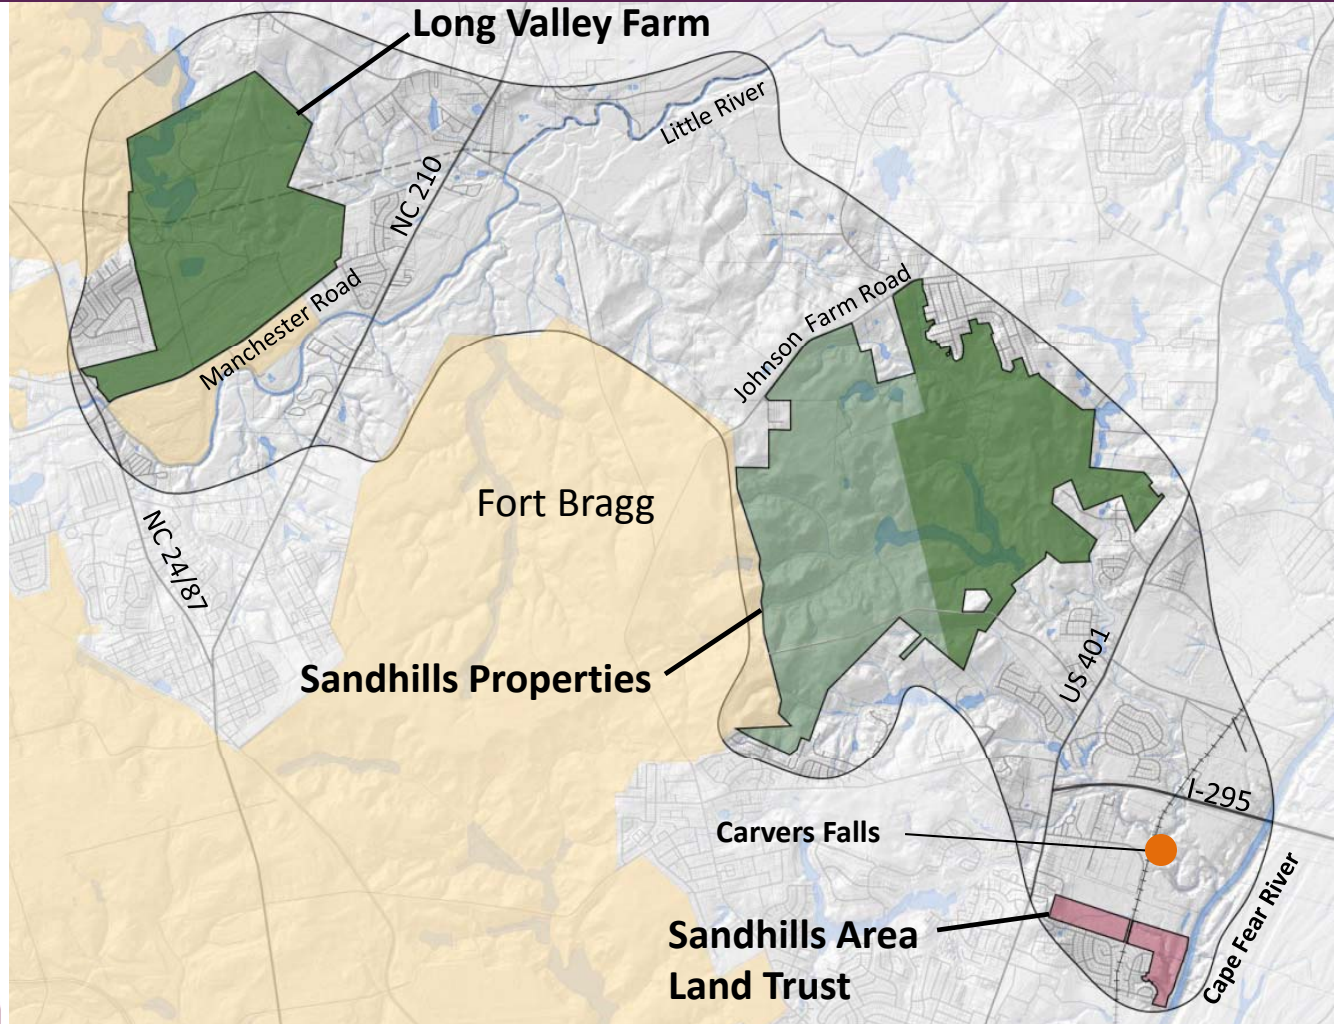 Long Valley Farm
Little River
NC 210
Manchester Road
Johnson Farm Road
Fort Bragg
NC 24/87
Sandhills Properties
US 401
I-295
Carvers Falls
Sandhills Area
Land Trust
Cape Fear River